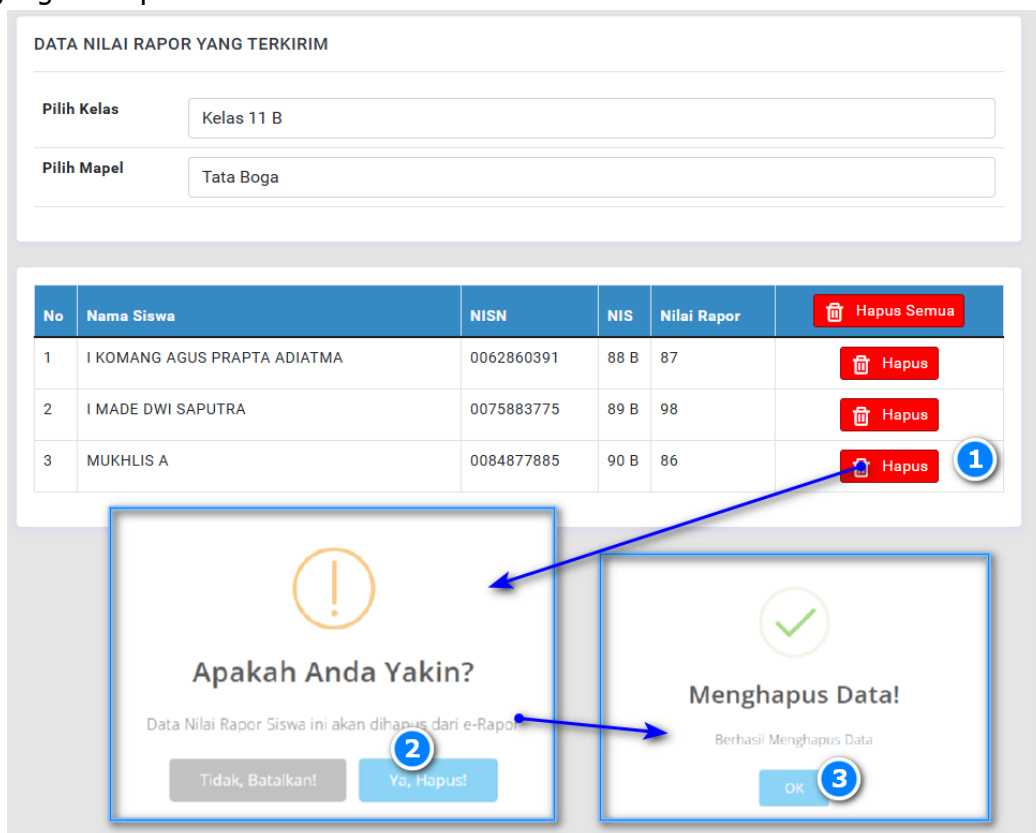 DATA NILAI RAPOR YANG TERKIRIM
Pilih Kelas
Kelas 11 B
Pilih Mapel
Tata Boga
No Nama Siswa NISN NIS Nilai Rapor Hapus Semua
1 I KOMANG AGUS PRAPTA ADIATMA 0062860391 88 B 87 Hapus
2 I MADE DWI SAPUTRA 0075883775 89 B 98 Hapus
3 MUKHLIS A 0084877885 90 B 86 Hapus 1
Apakah Anda Yakin?
Data Nilai Rapor Siswa ini akan dihapus dari e-Rapor
2
Tidak, Batalkan! Ya, Hapus!
Menghapus Data!
Berhasil Menghapus Data
OK 3